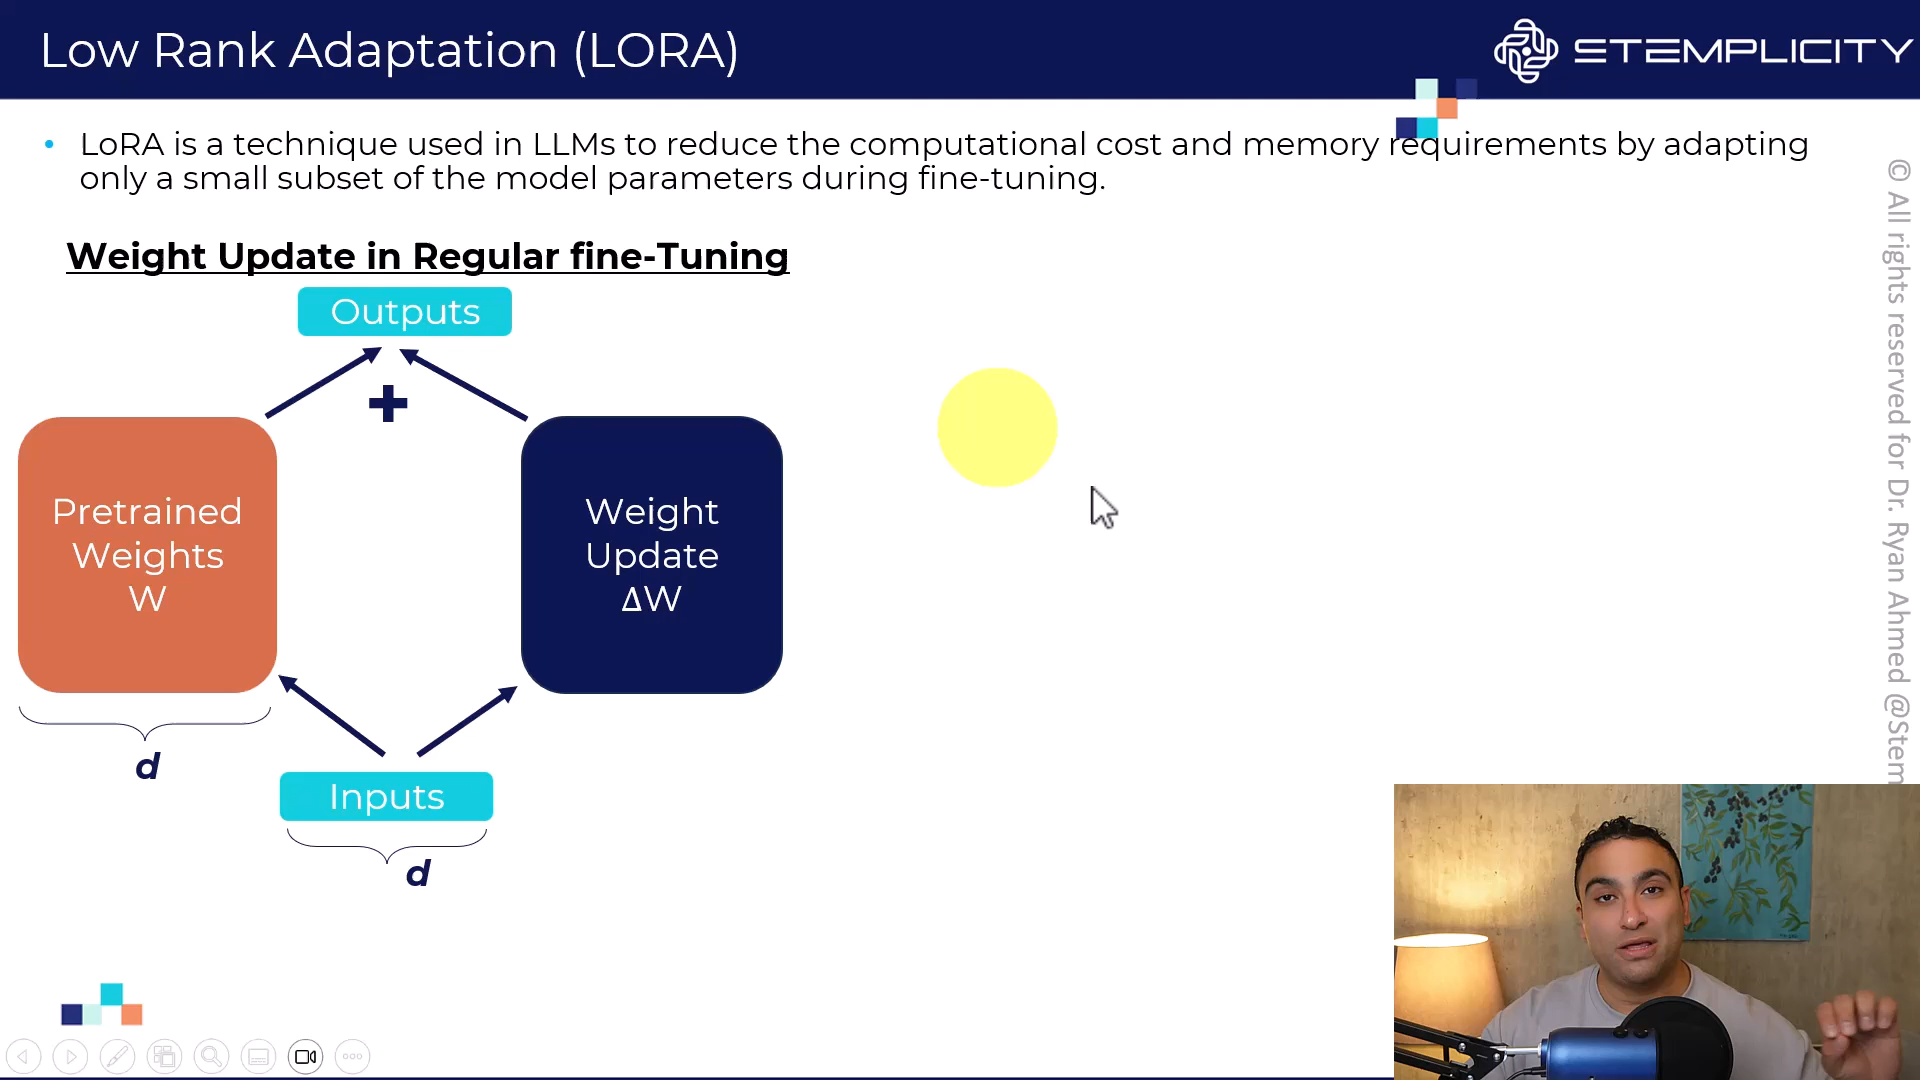 Low Rank Adaptation (LORA)
STEMPLICITY
• LoRA is a technique used in LLMs to reduce the computational cost and memory requirements by adapting
only a small subset of the model parameters during fine-tuning.
Weight Update in Regular fine-Tuning
Outputs
+
Pretrained
Weights
W
Weight
Update
ΔW
d
Inputs
d
© All rights reserved for Dr. Ryan Ahmed @Stem